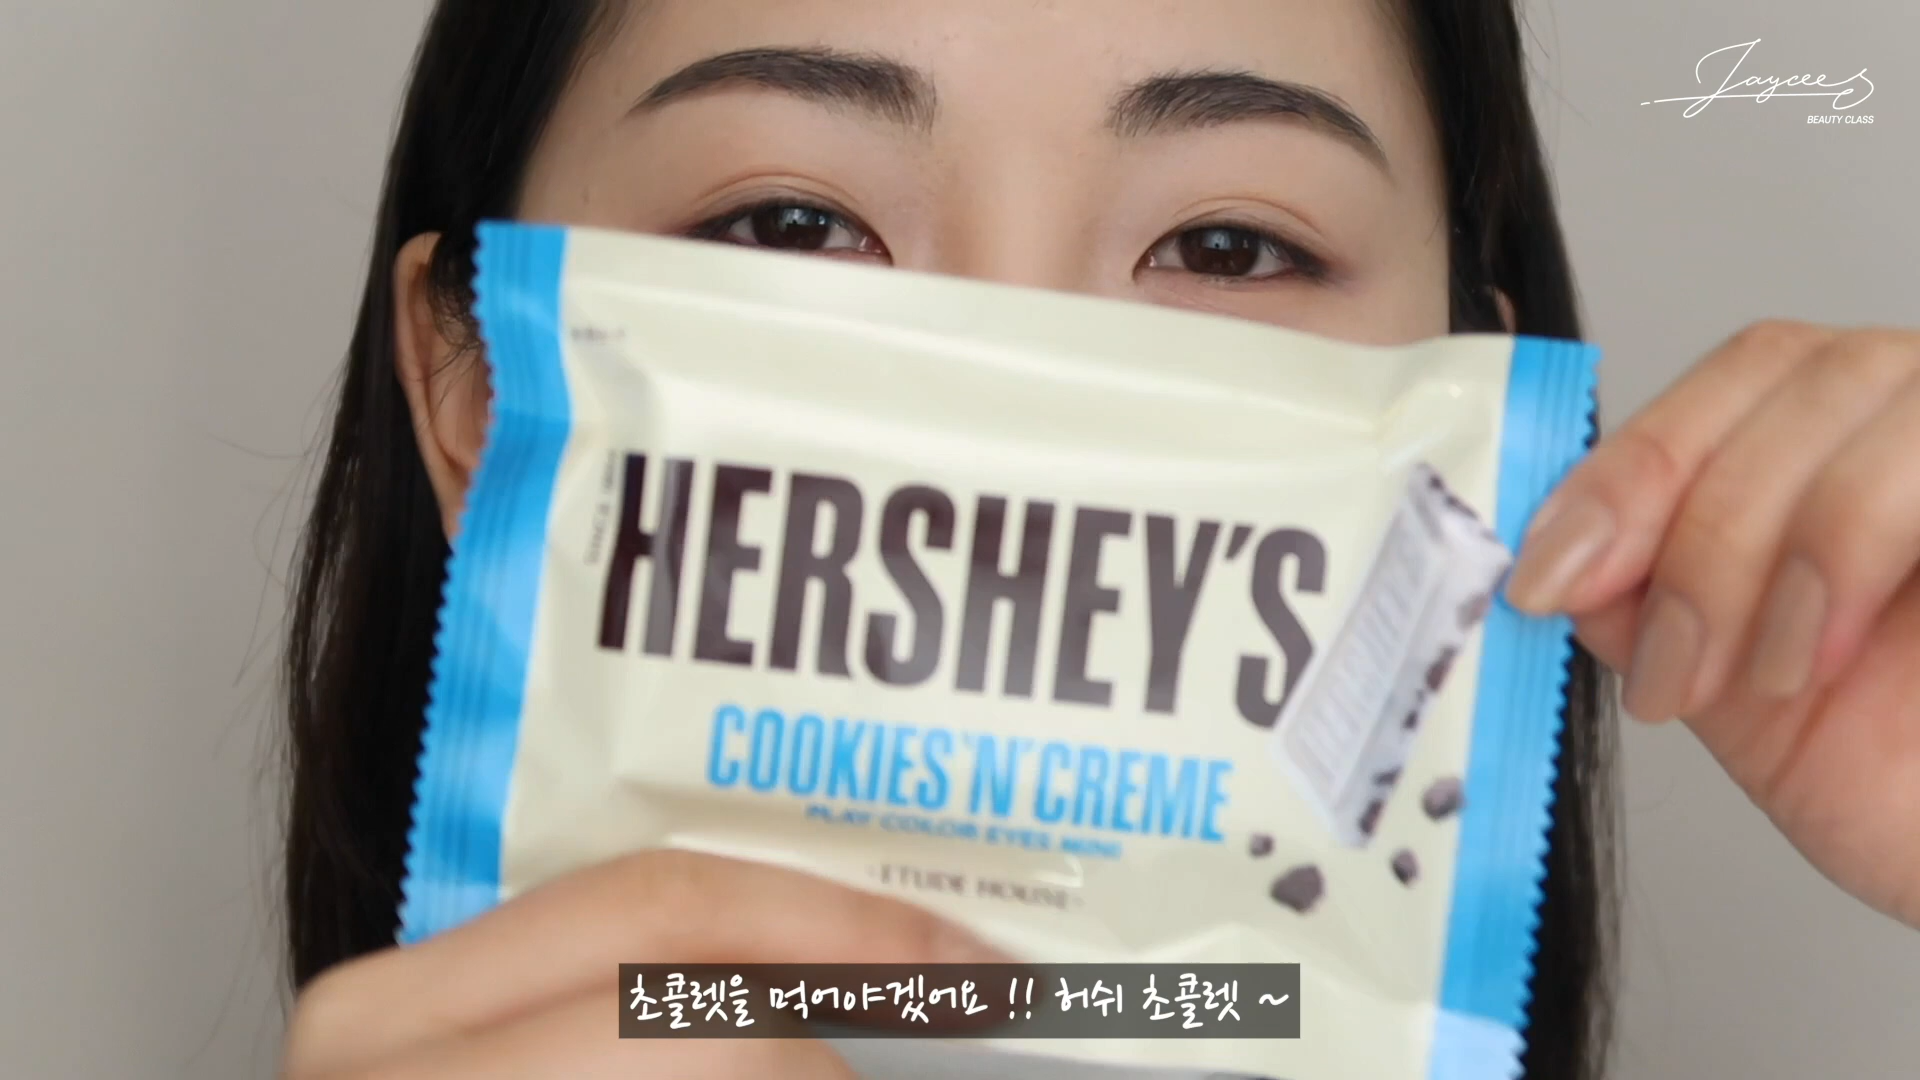 Jaycee
BEAUTY CLASS
HERSHEY'S
COOKIES 'N' CREME
PLAY COLOR EYES MINI
ETUDE HOUSE
초콜렛을 먹어야겠어요 !! 허쉬 초콜렛 ~